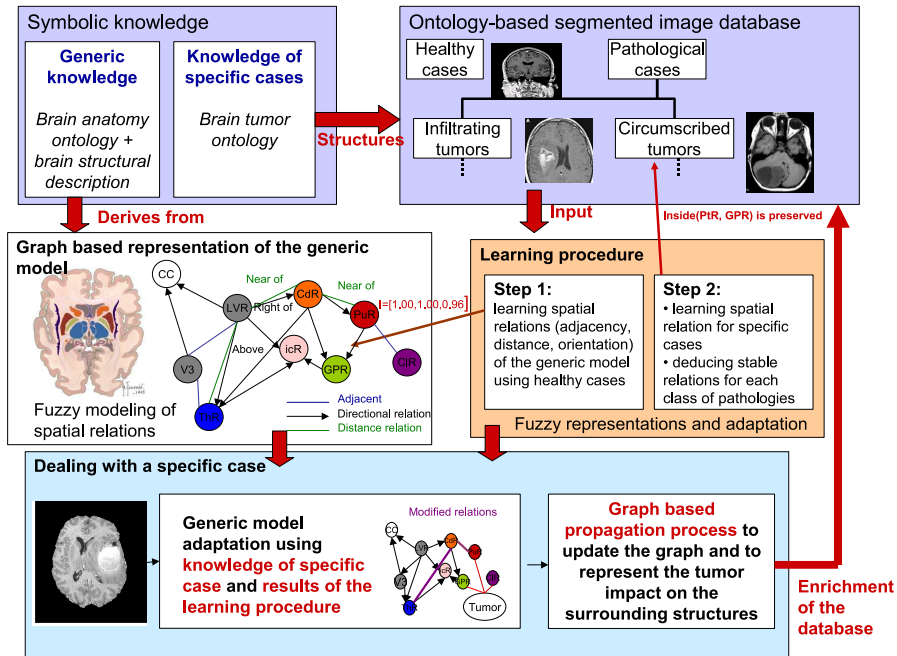 Symbolic knowledge
Generic
knowledge
Brain anatomy
ontology +
brain structural
description
Knowledge of
specific cases
Brain tumor
ontology
Structures
Ontology-based segmented image database
Healthy
cases
Pathological
cases
Infiltrating
tumors
Circumscribed
tumors
Derives from
Input
Inside(PtR, GPR) is preserved
Graph based representation of the generic
model
CC
Near of
Near of
CdR
LVR
Right of
PuR
I=[1,00,1,00,0,96]
Above
icR
V3
GPR
ClR
ThR
Adjacent
Directional relation
Distance relation
Fuzzy modeling of
spatial relations
Learning procedure
Step 1:
learning spatial
relations (adjacency,
distance, orientation)
of the generic model
using healthy cases
Step 2:
• learning spatial
relation for specific
cases
• deducing stable
relations for each
class of pathologies
Fuzzy representations and adaptation
Dealing with a specific case
Generic model
adaptation using
knowledge of specific
case and results of the
learning procedure
Modified relations
CC
CdR
V3
GPR
Tumor
Graph based
propagation process to
update the graph and to
represent the tumor
impact on the
surrounding structures
Enrichment
of the
database